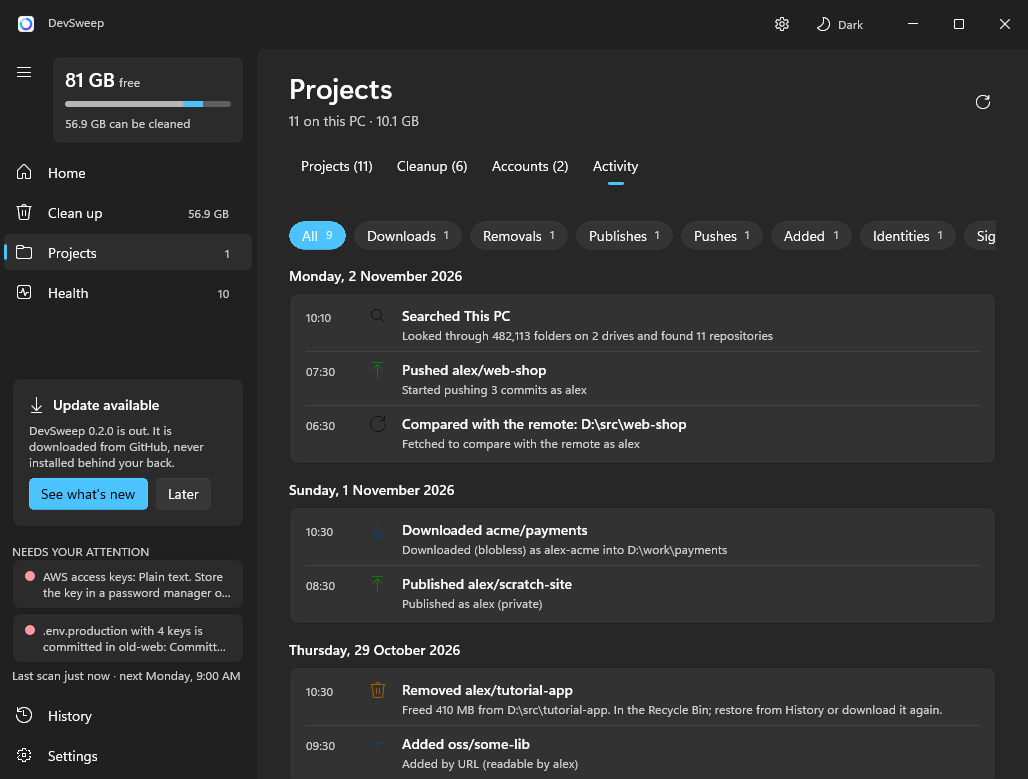 DevSweep
Dark
81 GB free
56.9 GB can be cleaned
Home
Clean up 56.9 GB
Projects 1
Health 10
Update available
DevSweep 0.2.0 is out. It is
downloaded from GitHub, never
installed behind your back.
See what's new
Later
NEEDS YOUR ATTENTION
AWS access keys: Plain text. Store
the key in a password manager o...
.env.production with 4 keys is
committed in old-web: Committ...
Last scan just now · next Monday, 9:00 AM
History
Settings
Projects
11 on this PC · 10.1 GB
Projects (11) Cleanup (6) Accounts (2) Activity
All 9 Downloads 1 Removals 1 Publishes 1 Pushes 1 Added 1 Identities 1 Sig
Monday, 2 November 2026
10:10 Searched This PC
Looked through 482,113 folders on 2 drives and found 11 repositories
07:30 Pushed alex/web-shop
Started pushing 3 commits as alex
06:30 Compared with the remote: D:\src\web-shop
Fetched to compare with the remote as alex
Sunday, 1 November 2026
10:30 Downloaded acme/payments
Downloaded (blobless) as alex-acme into D:\work\payments
08:30 Published alex/scratch-site
Published as alex (private)
Thursday, 29 October 2026
10:30 Removed alex/tutorial-app
Freed 410 MB from D:\src\tutorial-app. In the Recycle Bin; restore from History or download it again.
09:30 Added oss/some-lib
Added by URL (readable by alex)